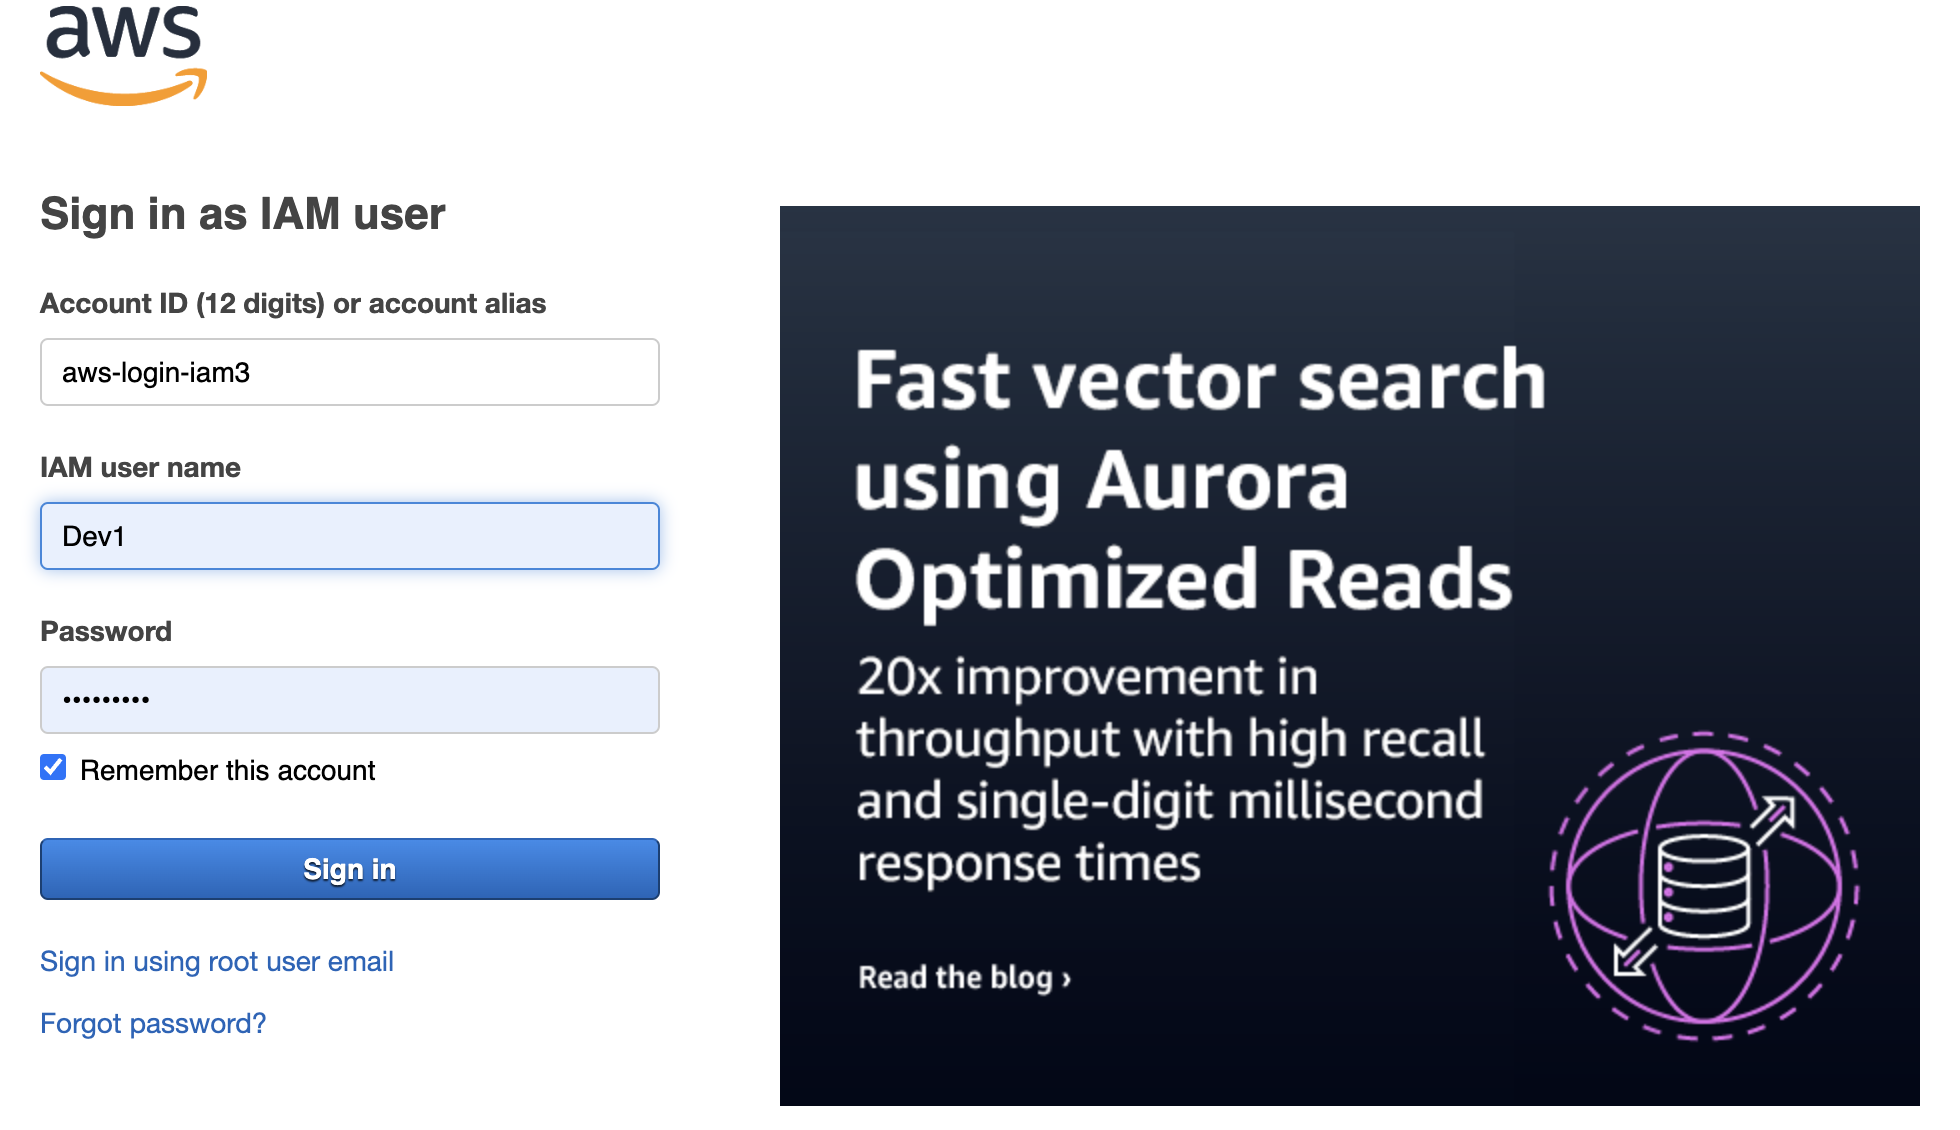 aws
Sign in as IAM user
Account ID (12 digits) or account alias
aws-login-iam3
IAM user name
Dev1
Password
•••••••••
Remember this account
Sign in
Sign in using root user email
Forgot password?
Fast vector search
using Aurora
Optimized Reads
20x improvement in
throughput with high recall
and single-digit millisecond
response times
Read the blog ›